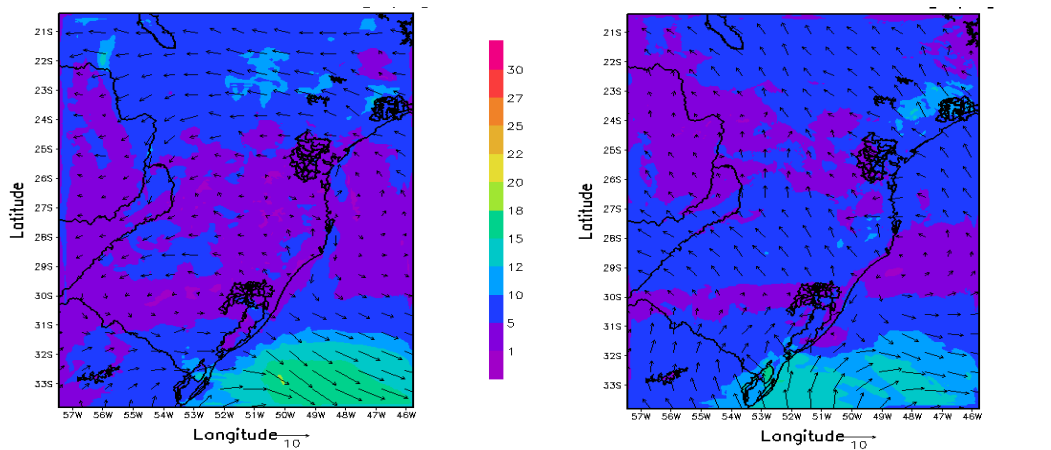 21S
22S
23S
24S
25S
26S
27S
28S
29S
30S
31S
32S
33S
Latitude
57W 56W 55W 54W 53W 52W 51W 50W 49W 48W 47W 46W
Longitude
10
30
27
25
22
20
18
15
12
10
5
1
21S
22S
23S
24S
25S
26S
27S
28S
29S
30S
31S
32S
33S
Latitude
57W 56W 55W 54W 53W 52W 51W 50W 49W 48W 47W 46W
Longitude
10